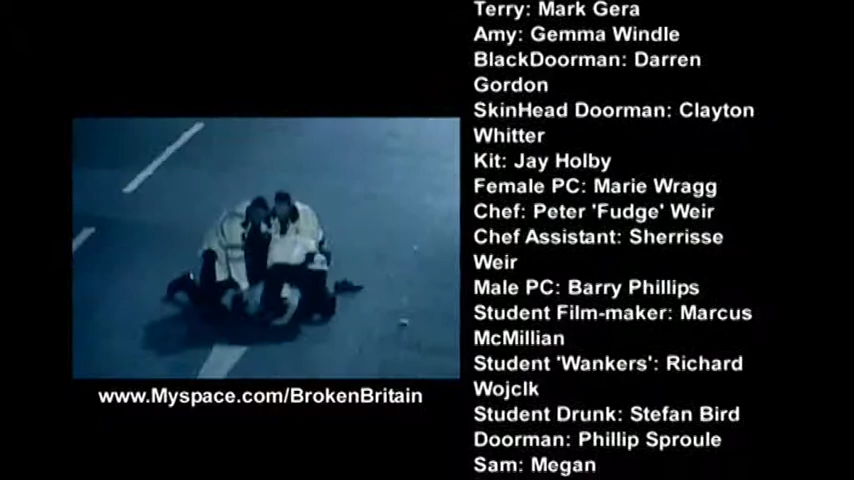 Terry: Mark Gera
Amy: Gemma Windle
BlackDoorman: Darren
Gordon
SkinHead Doorman: Clayton
Whitter
Kit: Jay Holby
Female PC: Marie Wragg
Chef: Peter 'Fudge' Weir
Chef Assistant: Sherrisse
Weir
Male PC: Barry Phillips
Student Film-maker: Marcus
McMillian
Student 'Wankers': Richard
Wojclk
Student Drunk: Stefan Bird
Doorman: Phillip Sproule
Sam: Megan
www.Myspace.com/BrokenBritain